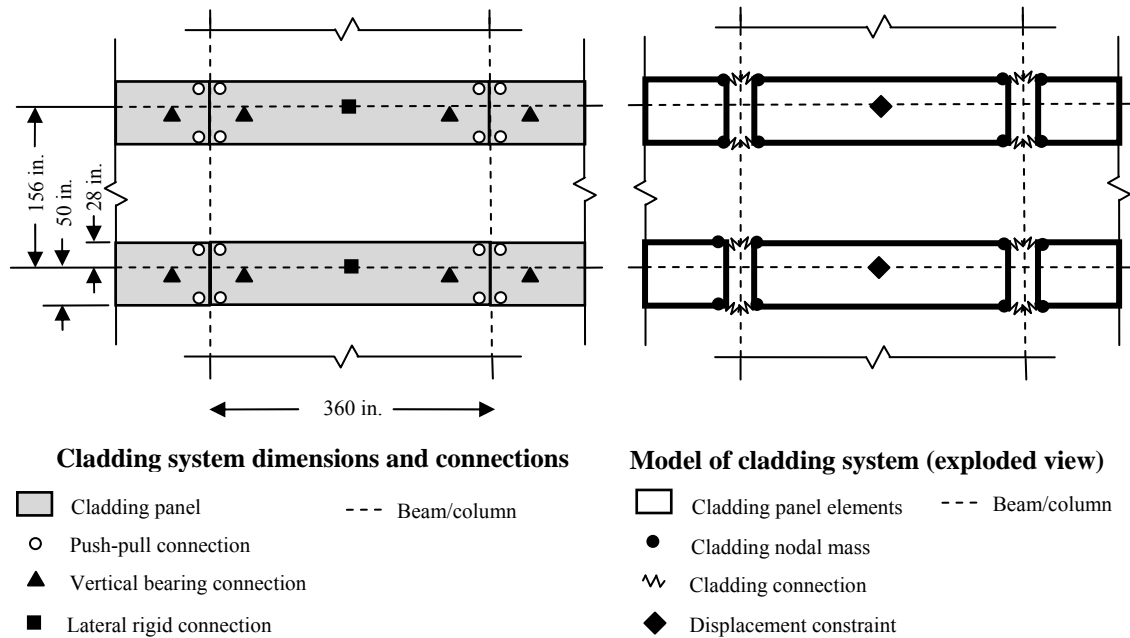 156 in.
50 in.
28 in.
360 in.
Cladding system dimensions and connections
Cladding panel
Beam/column
Push-pull connection
Vertical bearing connection
Lateral rigid connection
Model of cladding system (exploded view)
Cladding panel elements
Beam/column
Cladding nodal mass
Cladding connection
Displacement constraint